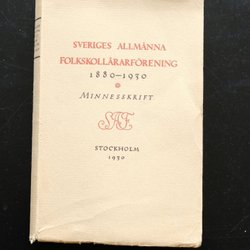 SVERIGES ALLMÄNNA
FOLKSKOLLÄRARFÖRENING
1880–1930
MINNESSKRIFT
SAF
STOCKHOLM
1930